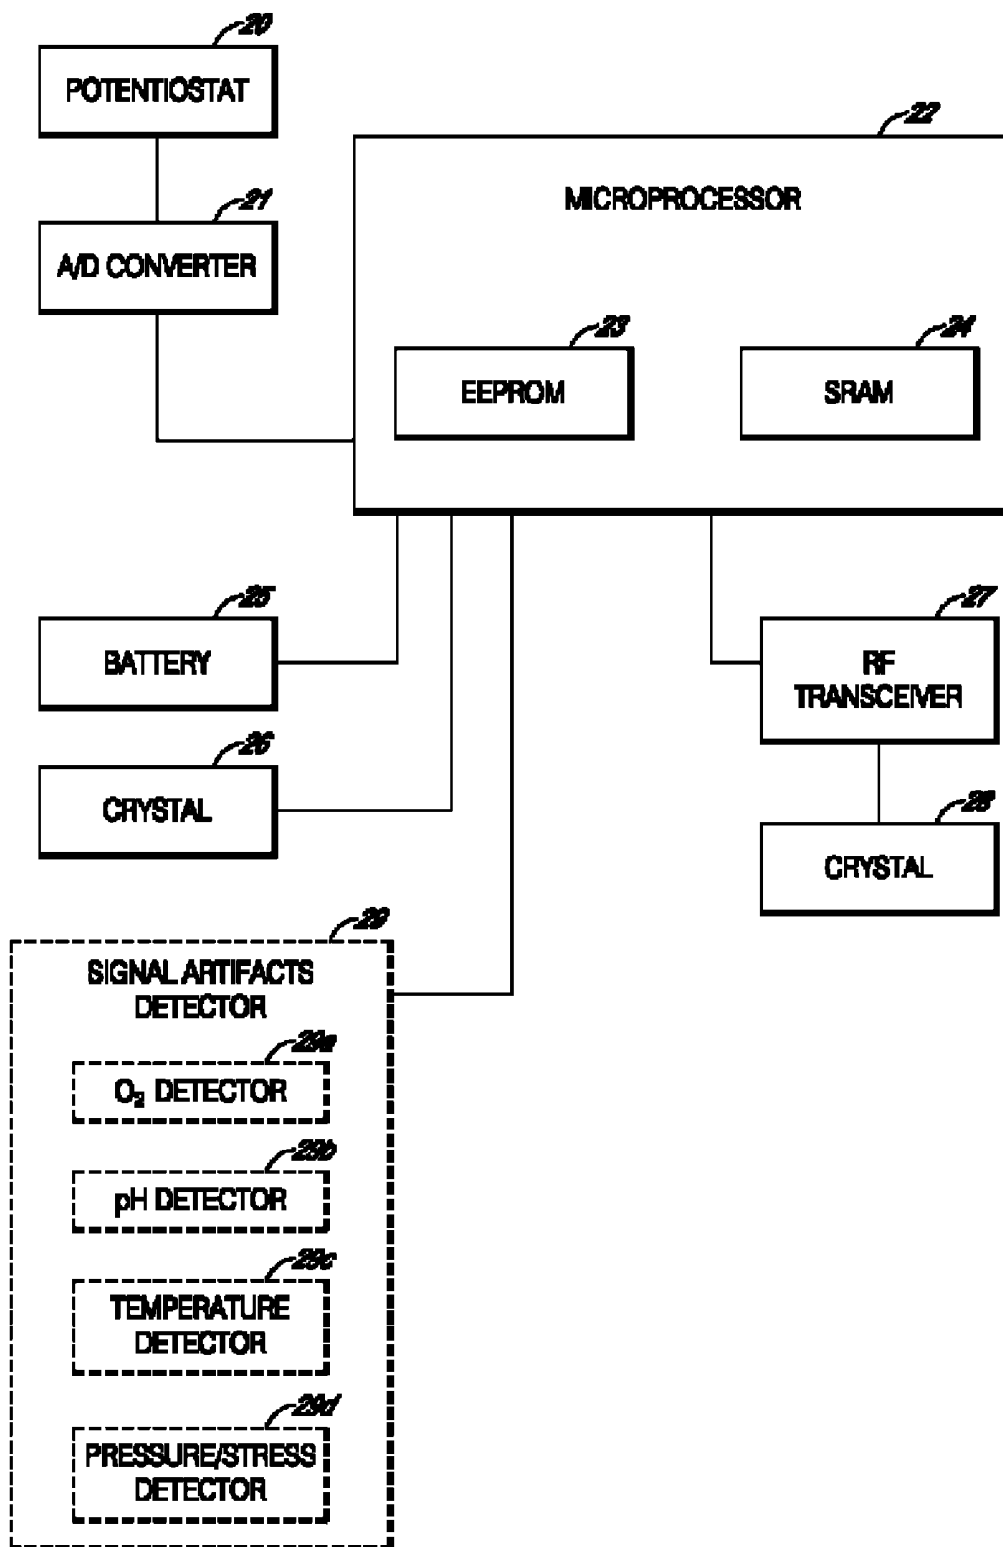 20
POTENTIOSTAT
21
A/D CONVERTER
22
MICROPROCESSOR
23
EEPROM
24
SRAM
25
BATTERY
26
CRYSTAL
27
RF
TRANSCEIVER
28
CRYSTAL
29
SIGNAL ARTIFACTS
DETECTOR
29a
O₂ DETECTOR
29b
pH DETECTOR
29c
TEMPERATURE
DETECTOR
29d
PRESSURE/STRESS
DETECTOR